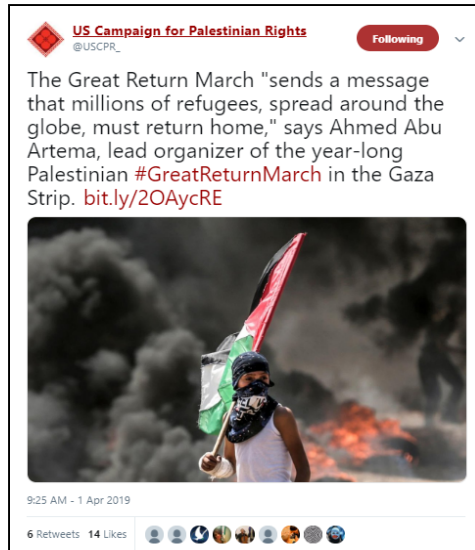 US Campaign for Palestinian Rights
@USCPR_
Following
The Great Return March "sends a message
that millions of refugees, spread around the
globe, must return home," says Ahmed Abu
Artema, lead organizer of the year-long
Palestinian #GreatReturnMarch in the Gaza
Strip. bit.ly/2OAycRE
9:25 AM - 1 Apr 2019
6 Retweets 14 Likes